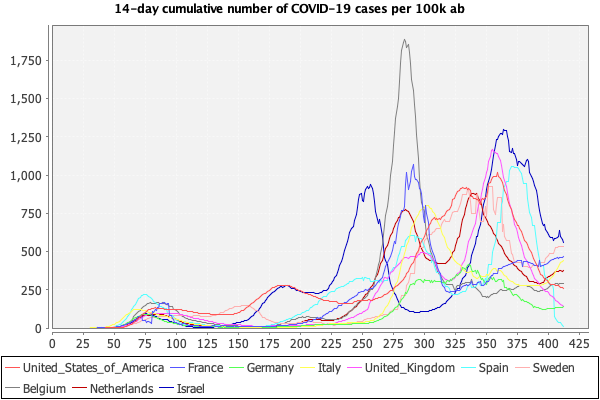 14-day cumulative number of COVID-19 cases per 100k ab
1,750
1,500
1,250
1,000
750
500
250
0
0 25 50 75 100 125 150 175 200 225 250 275 300 325 350 375 400 425
United_States_of_America France Germany Italy United_Kingdom Spain Sweden
Belgium Netherlands Israel